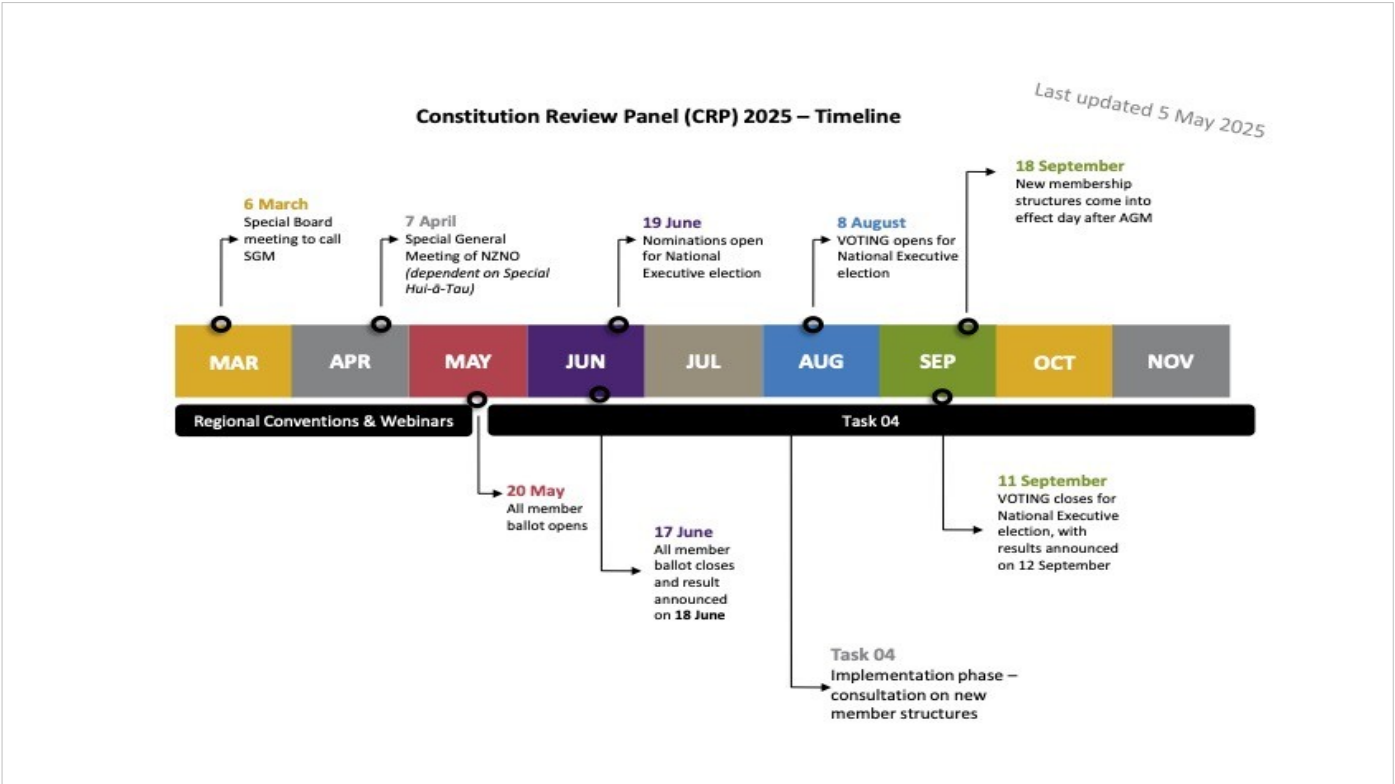 Constitution Review Panel (CRP) 2025 – Timeline
Last updated 5 May 2025
6 March
Special Board
meeting to call
SGM
7 April
Special General
Meeting of NZNO
(dependent on Special
Hui-ā-Tau)
19 June
Nominations open
for National
Executive election
8 August
VOTING opens for
National Executive
election
18 September
New membership
structures come into
effect day after AGM
MAR
APR
MAY
JUN
JUL
AUG
SEP
OCT
NOV
Regional Conventions & Webinars
Task 04
20 May
All member
ballot opens
17 June
All member
ballot closes
and result
announced
on 18 June
11 September
VOTING closes for
National Executive
election, with
results announced
on 12 September
Task 04
Implementation phase –
consultation on new
member structures